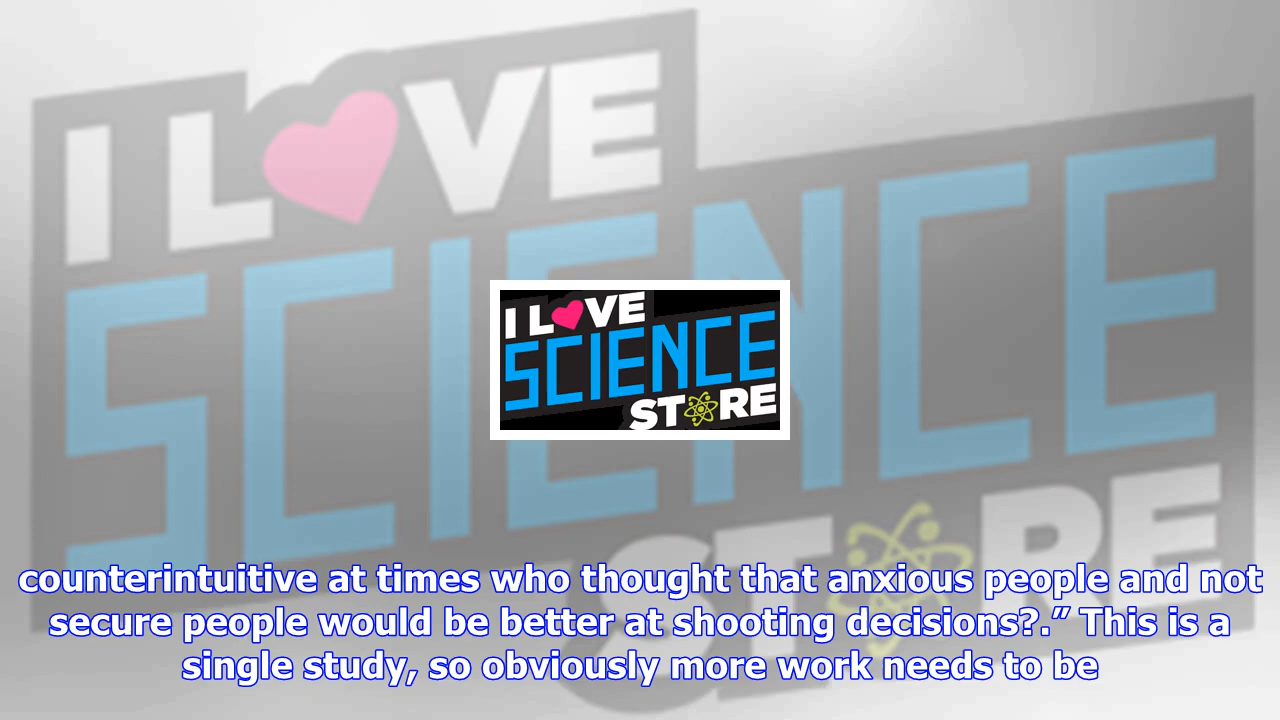 I LOVE
SCIENCE
STORE
I LOVE
SCIENCE
STORE
counterintuitive at times who thought that anxious people and not
secure people would be better at shooting decisions?.” This is a
single study, so obviously more work needs to be